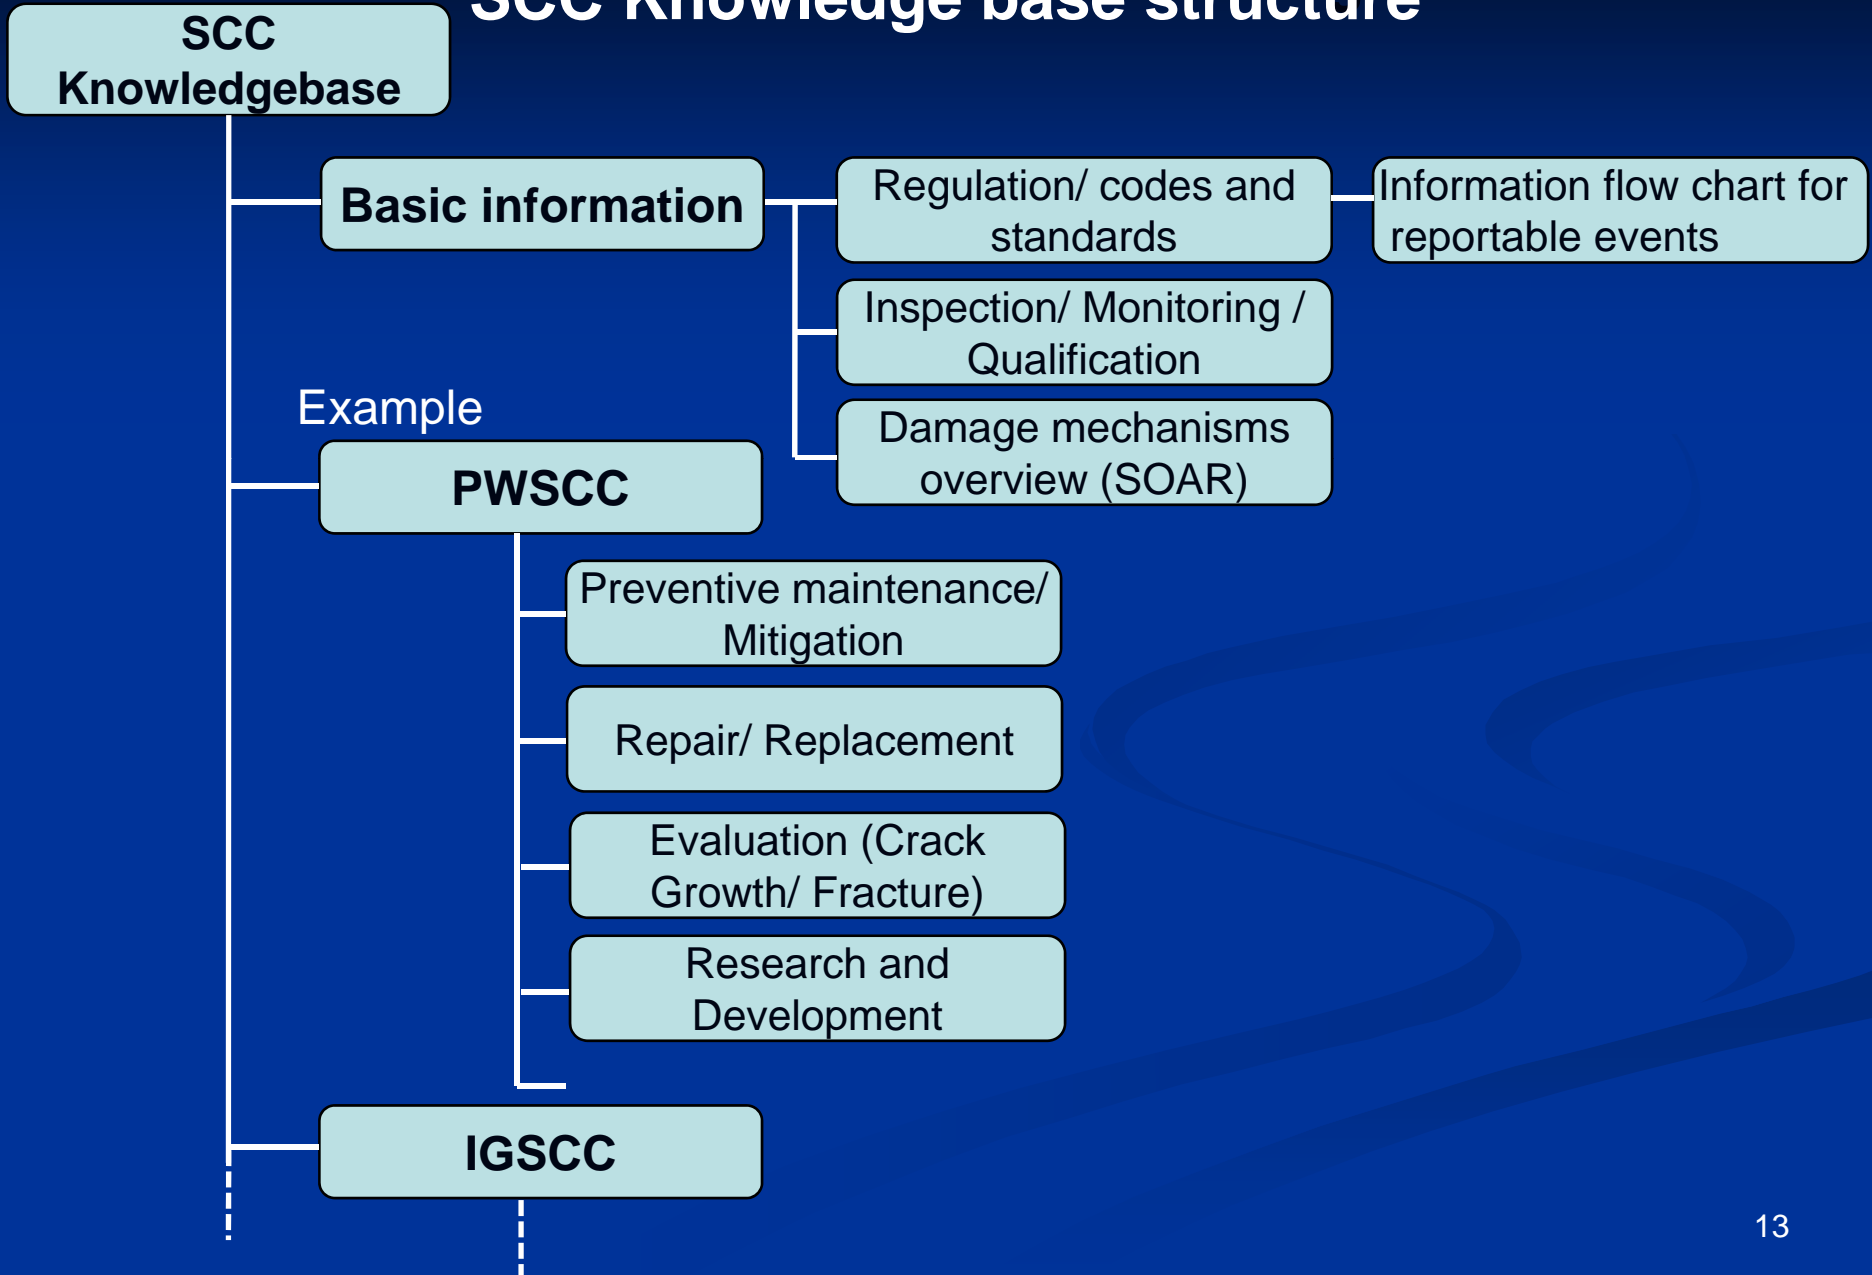 SCC Knowledge base structure
SCC
Knowledgebase
Basic information
Regulation/ codes and
standards
Information flow chart for
reportable events
Inspection/ Monitoring /
Qualification
Damage mechanisms
overview (SOAR)
Example
PWSCC
Preventive maintenance/
Mitigation
Repair/ Replacement
Evaluation (Crack
Growth/ Fracture)
Research and
Development
IGSCC
13